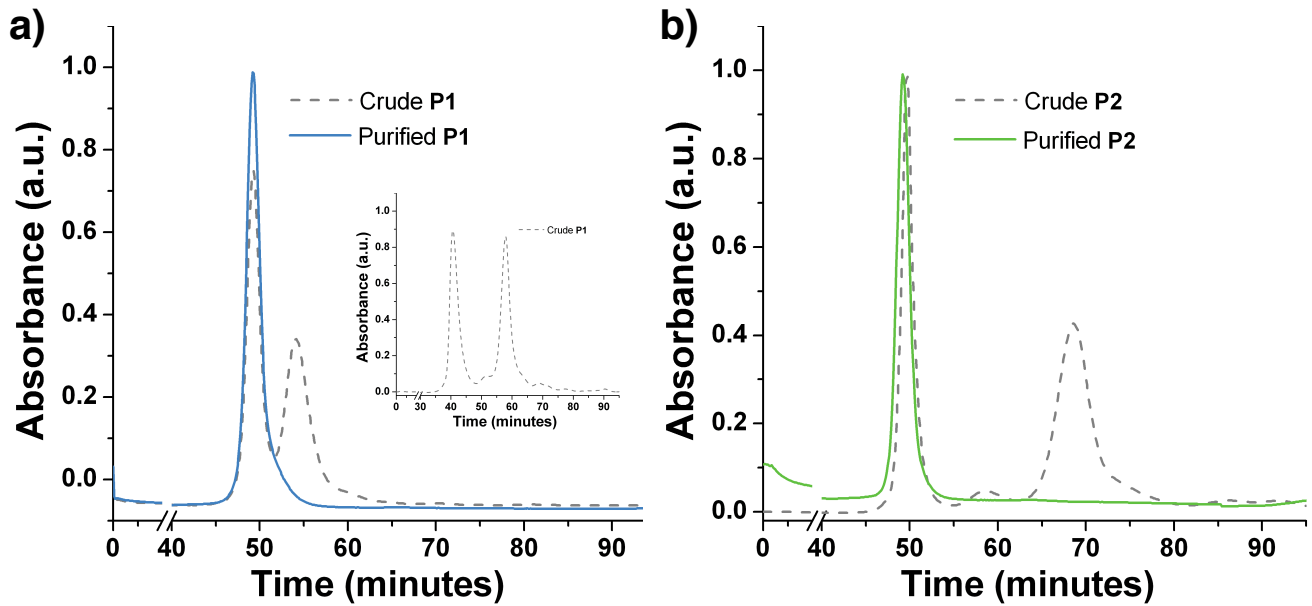 a)
Absorbance (a.u.)
1.0
0.8
0.6
0.4
0.2
0.0
Crude P1
Purified P1
0 40 50 60 70 80 90
Time (minutes)
Absorbance (a.u.)
1.0
0.8
0.6
0.4
0.2
0.0
Crude P1
0 30 40 50 60 70 80 90
Time (minutes)
b)
Absorbance (a.u.)
1.0
0.8
0.6
0.4
0.2
0.0
Crude P2
Purified P2
0 40 50 60 70 80 90
Time (minutes)